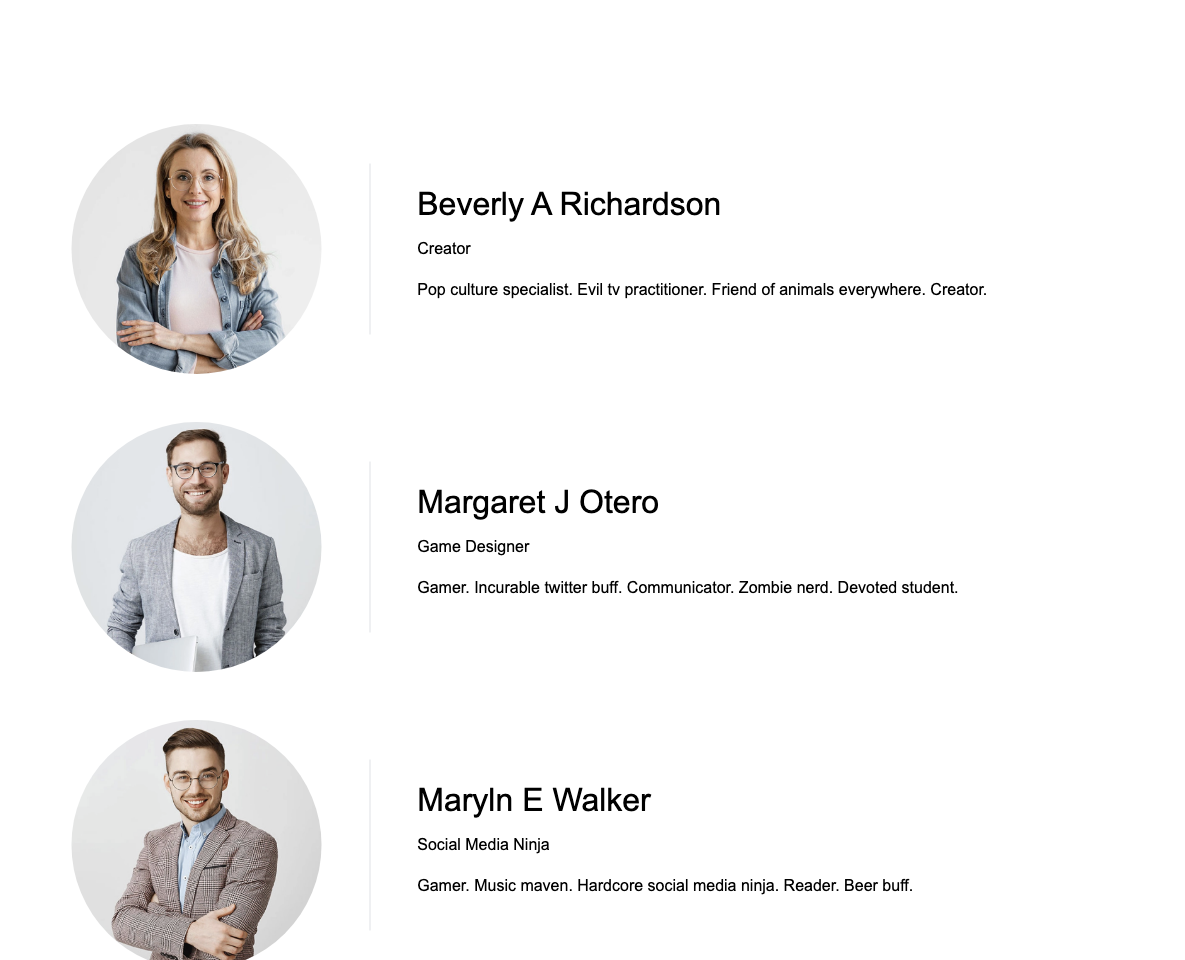 Beverly A Richardson
Creator
Pop culture specialist. Evil tv practitioner. Friend of animals everywhere. Creator.
Margaret J Otero
Game Designer
Gamer. Incurable twitter buff. Communicator. Zombie nerd. Devoted student.
Maryln E Walker
Social Media Ninja
Gamer. Music maven. Hardcore social media ninja. Reader. Beer buff.